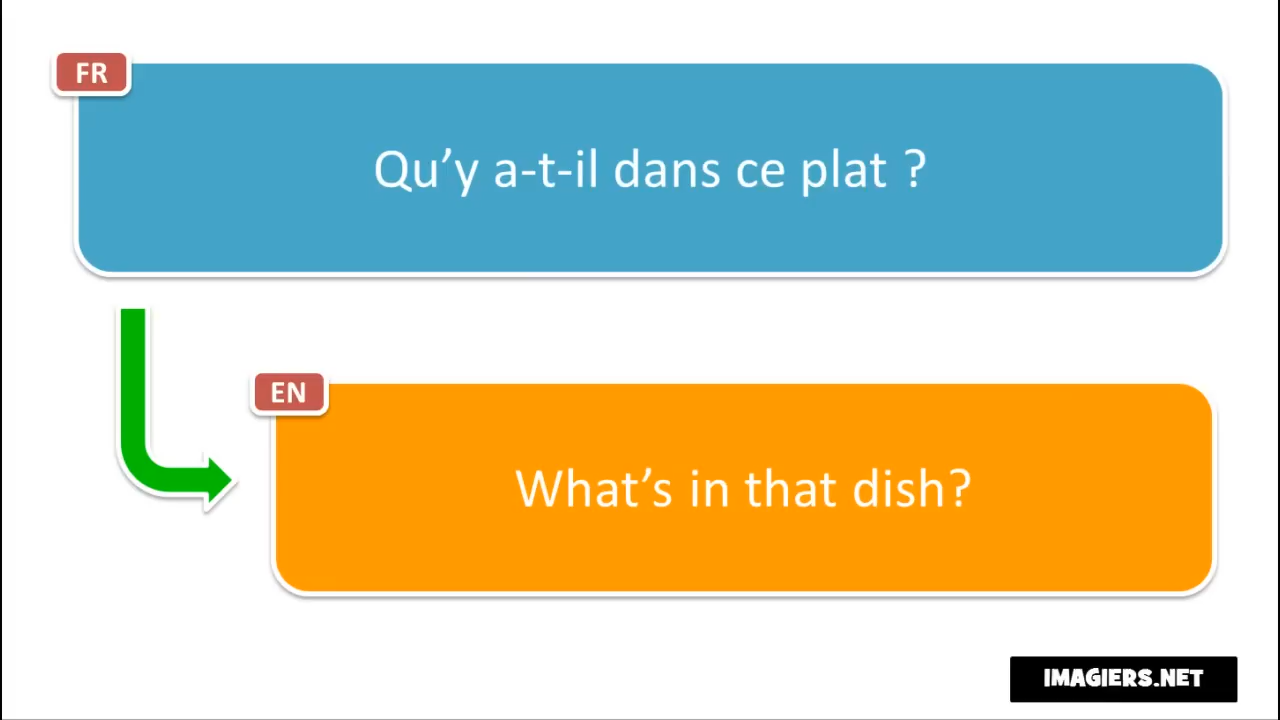 FR
Qu’y a-t-il dans ce plat ?
EN
What’s in that dish?
IMAGIERS.NET